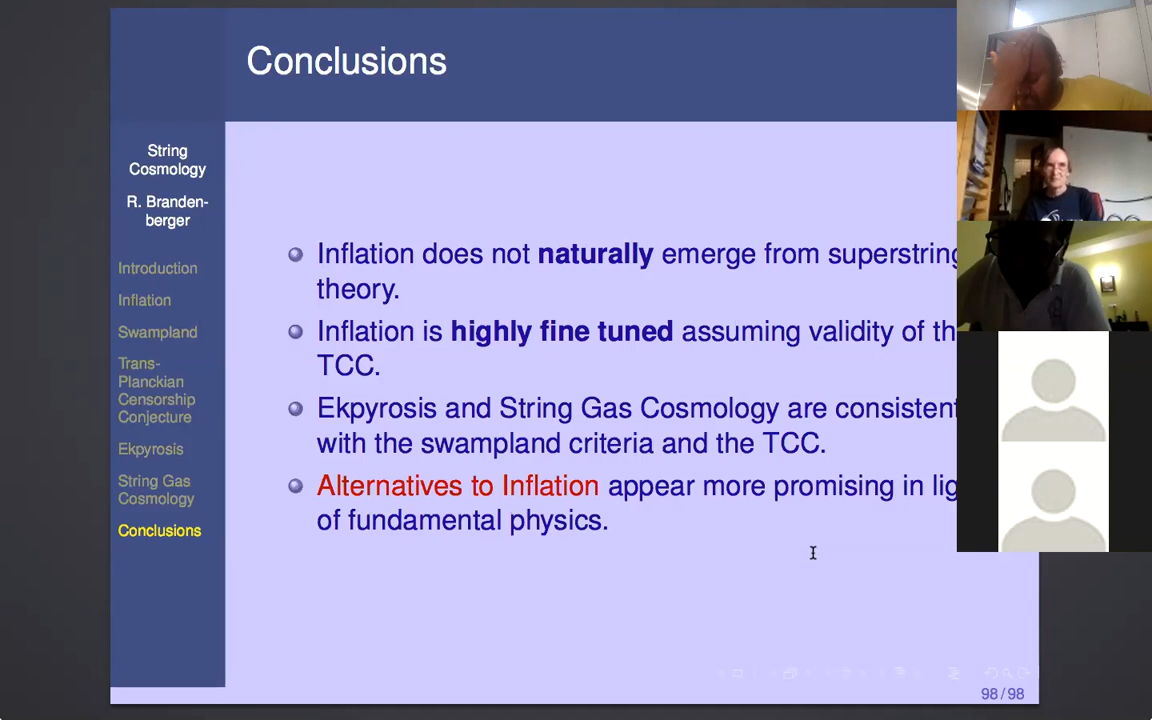 Conclusions
String
Cosmology
R. Branden-
berger
Introduction
Inflation
Swampland
Trans-
Planckian
Censorship
Conjecture
Ekpyrosis
String Gas
Cosmology
Conclusions
Inflation does not naturally emerge from superstring
theory.
Inflation is highly fine tuned assuming validity of th
TCC.
Ekpyrosis and String Gas Cosmology are consistent
with the swampland criteria and the TCC.
Alternatives to Inflation appear more promising in lig
of fundamental physics.
98/98